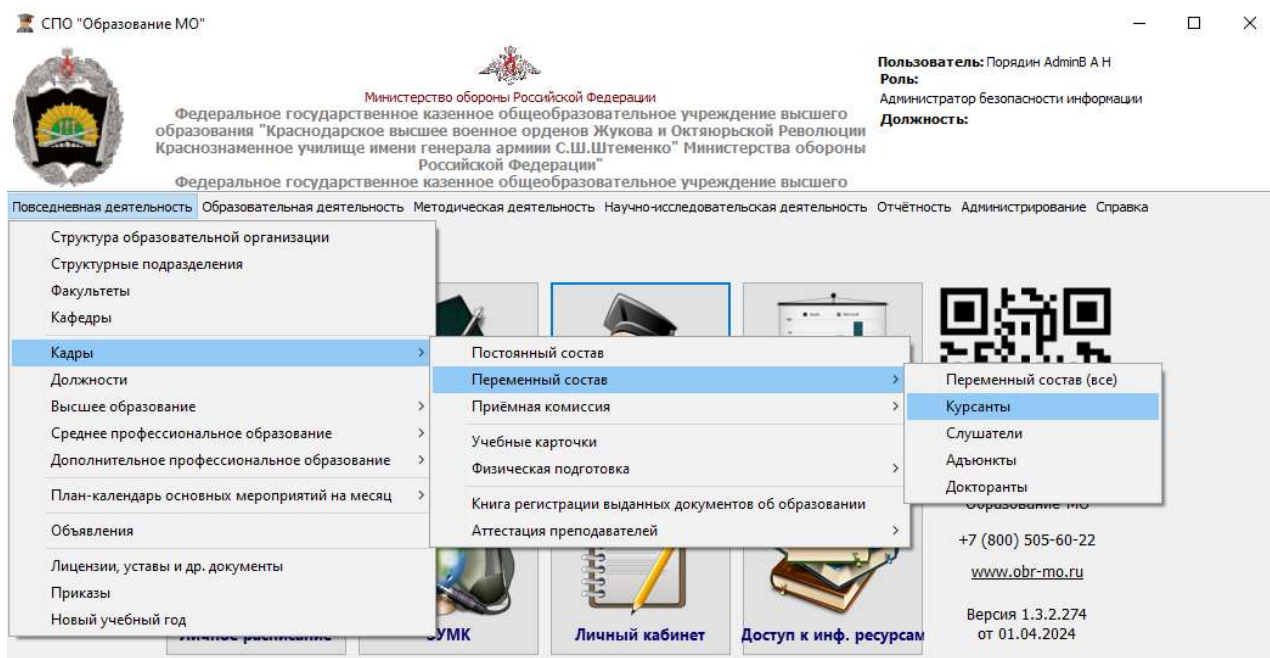 СПО "Образование МО"
Министерство обороны Российской Федерации
Федеральное государственное казенное общеобразовательное учреждение высшего
образования "Краснодарское высшее военное орденов Жукова и Октяюрьской Революции
Краснознаменное училище имени генерала армиии С.Ш.Штеменко" Министерства обороны
Российской Федерации"
Федеральное государственное казенное общеобразовательное учреждение высшего
Пользователь: Порядин AdminB А Н
Роль:
Администратор безопасности информации
Должность:
Повседневная деятельность Образовательная деятельность Методическая деятельность Научно-исследовательская деятельность Отчётность Администрирование Справка
Структура образовательной организации
Структурные подразделения
Факультеты
Кафедры
Кадры
Должности
Высшее образование
Среднее профессиональное образование
Дополнительное профессиональное образование
План-календарь основных мероприятий на месяц
Объявления
Лицензии, уставы и др. документы
Приказы
Новый учебный год
Постоянный состав
Переменный состав
Приёмная комиссия
Учебные карточки
Физическая подготовка
Книга регистрации выданных документов об образовании
Аттестация преподавателей
Переменный состав (все)
Курсанты
Слушатели
Адъюнкты
Докторанты
+7 (800) 505-60-22
www.obr-mo.ru
Версия 1.3.2.274
от 01.04.2024
Личный кабинет
Доступ к инф. ресурсам